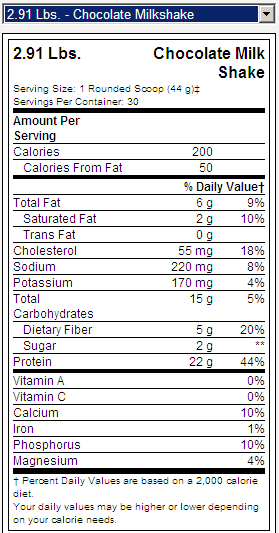 2.91 Lbs. - Chocolate Milkshake
2.91 Lbs. Chocolate Milk
Shake
Serving Size: 1 Rounded Scoop (44 g)‡
Servings Per Container: 30
Amount Per
Serving
Calories 200
Calories From Fat 50
% Daily Value†
Total Fat 6 g 9%
Saturated Fat 2 g 10%
Trans Fat 0 g
Cholesterol 55 mg 18%
Sodium 220 mg 8%
Potassium 170 mg 4%
Total 15 g 5%
Carbohydrates
Dietary Fiber 5 g 20%
Sugar 2 g **
Protein 22 g 44%
Vitamin A 0%
Vitamin C 0%
Calcium 10%
Iron 1%
Phosphorus 10%
Magnesium 4%
† Percent Daily Values are based on a 2,000 calorie
diet.
Your daily values may be higher or lower depending
on your calorie needs.